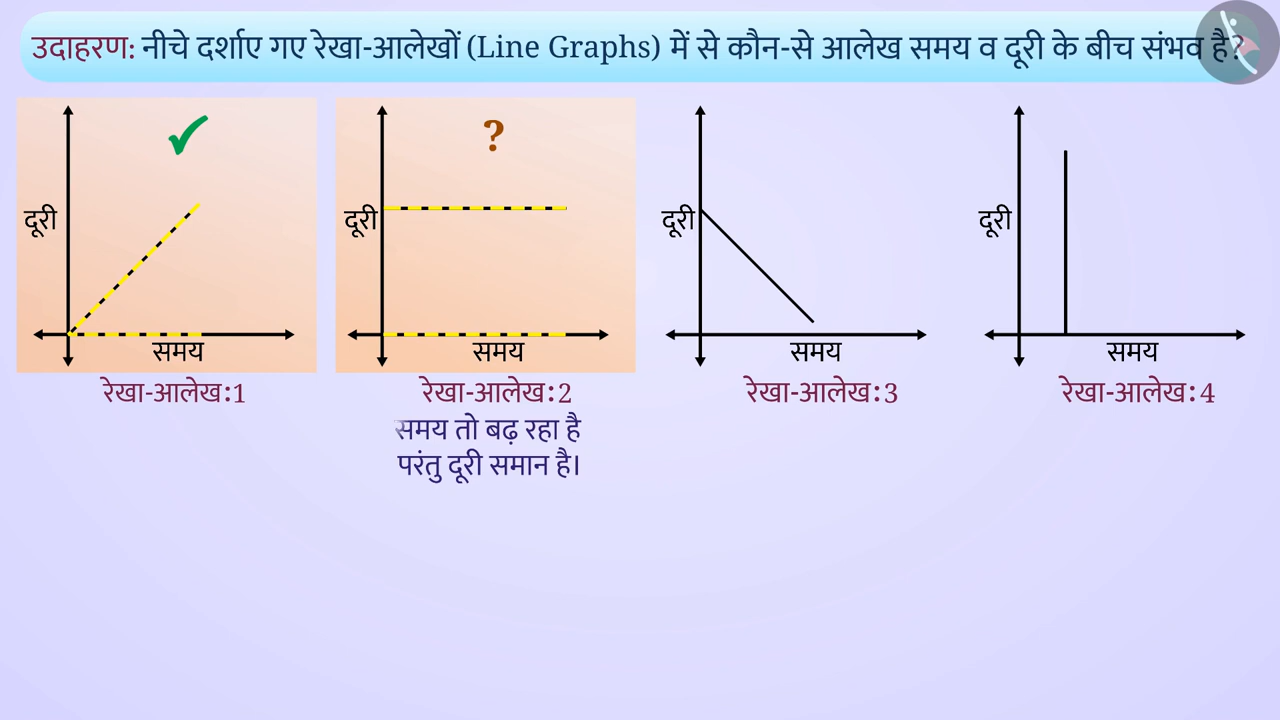 उदाहरण: नीचे दर्शाए गए रेखा-आलेखों (Line Graphs) में से कौन-से आलेख समय व दूरी के बीच संभव है?
?
दूरी
दूरी
दूरी
दूरी
समय
समय
समय
समय
रेखा-आलेख:1
रेखा-आलेख:2
रेखा-आलेख:3
रेखा-आलेख:4
समय तो बढ़ रहा है
परंतु दूरी समान है।